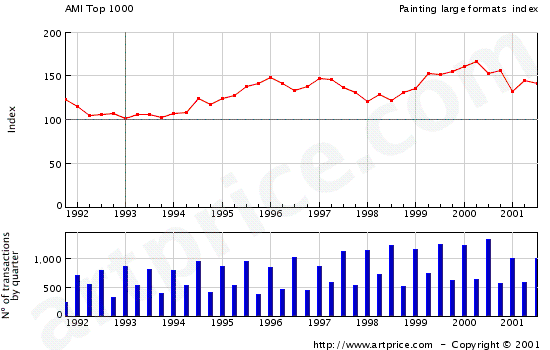 AMI Top 1000 Painting large formats index
200
150
Index
100
50
0
1992 1993 1994 1995 1996 1997 1998 1999 2000 2001
N° of transactions
by quarter
1,000
500
1992 1993 1994 1995 1996 1997 1998 1999 2000 2001
artprice.com
http://www.artprice.com - Copyright © 2001